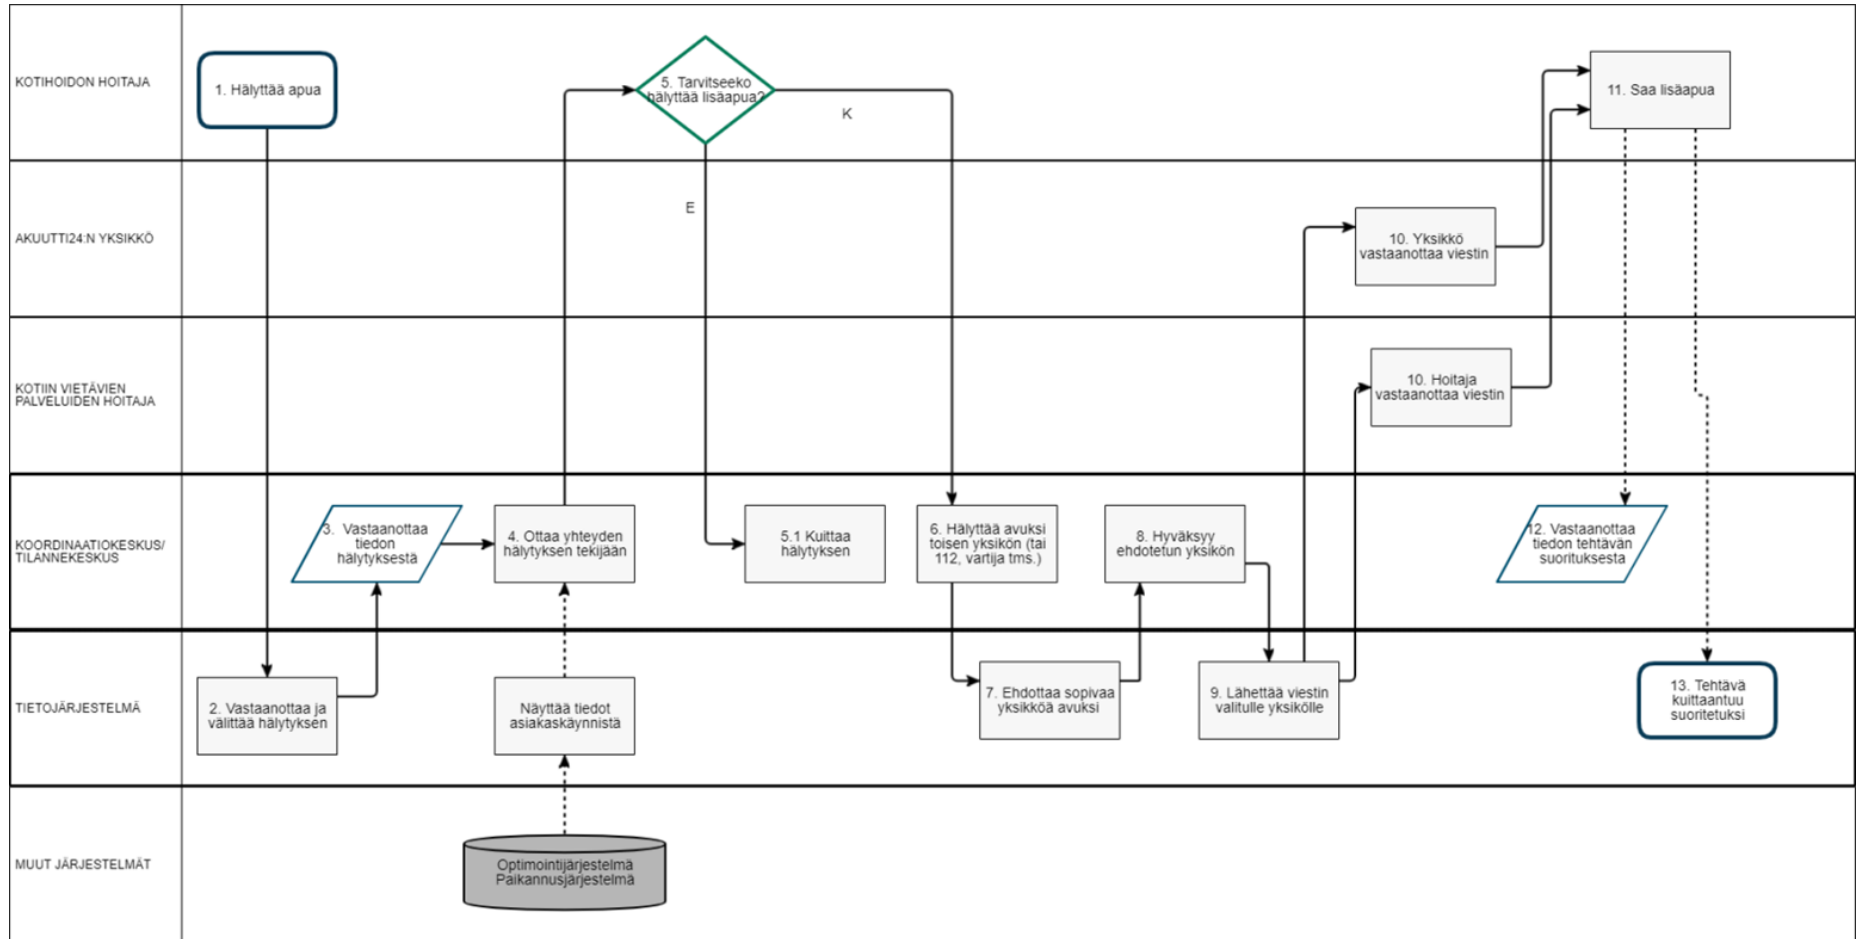 KOTIHOIDON HOITAJA
1. Hälyttää apua
5. Tarvitseeko
hälyttää lisäapua?
K
E
11. Saa lisäapua
AKUUTTI24:N YKSIKKÖ
10. Yksikkö
vastaanottaa viestin
KOTIIN VIETÄVIEN
PALVELUIDEN HOITAJA
10. Hoitaja
vastaanottaa viestin
KOORDINAATIOKESKUS/
TILANNEKESKUS
3. Vastaanottaa
tiedon
hälytyksestä
4. Ottaa yhteyden
hälytyksen tekijään
5.1 Kuittaa
hälytyksen
6. Hälyttää avuksi
toisen yksikön (tai
112, vartija tms.)
8. Hyväksyy
ehdotetun yksikön
12. Vastaanottaa
tiedon tehtävän
suorituksesta
TIETOJÄRJESTELMÄ
2. Vastaanottaa ja
välittää hälytyksen
Näyttää tiedot
asiakaskäynnistä
7. Ehdottaa sopivaa
yksikköä avuksi
9. Lähettää viestin
valitulle yksikölle
13. Tehtävä
kuittaantuu
suoritetuksi
MUUT JÄRJESTELMÄT
Optimointijärjestelmä
Paikannusjärjestelmä